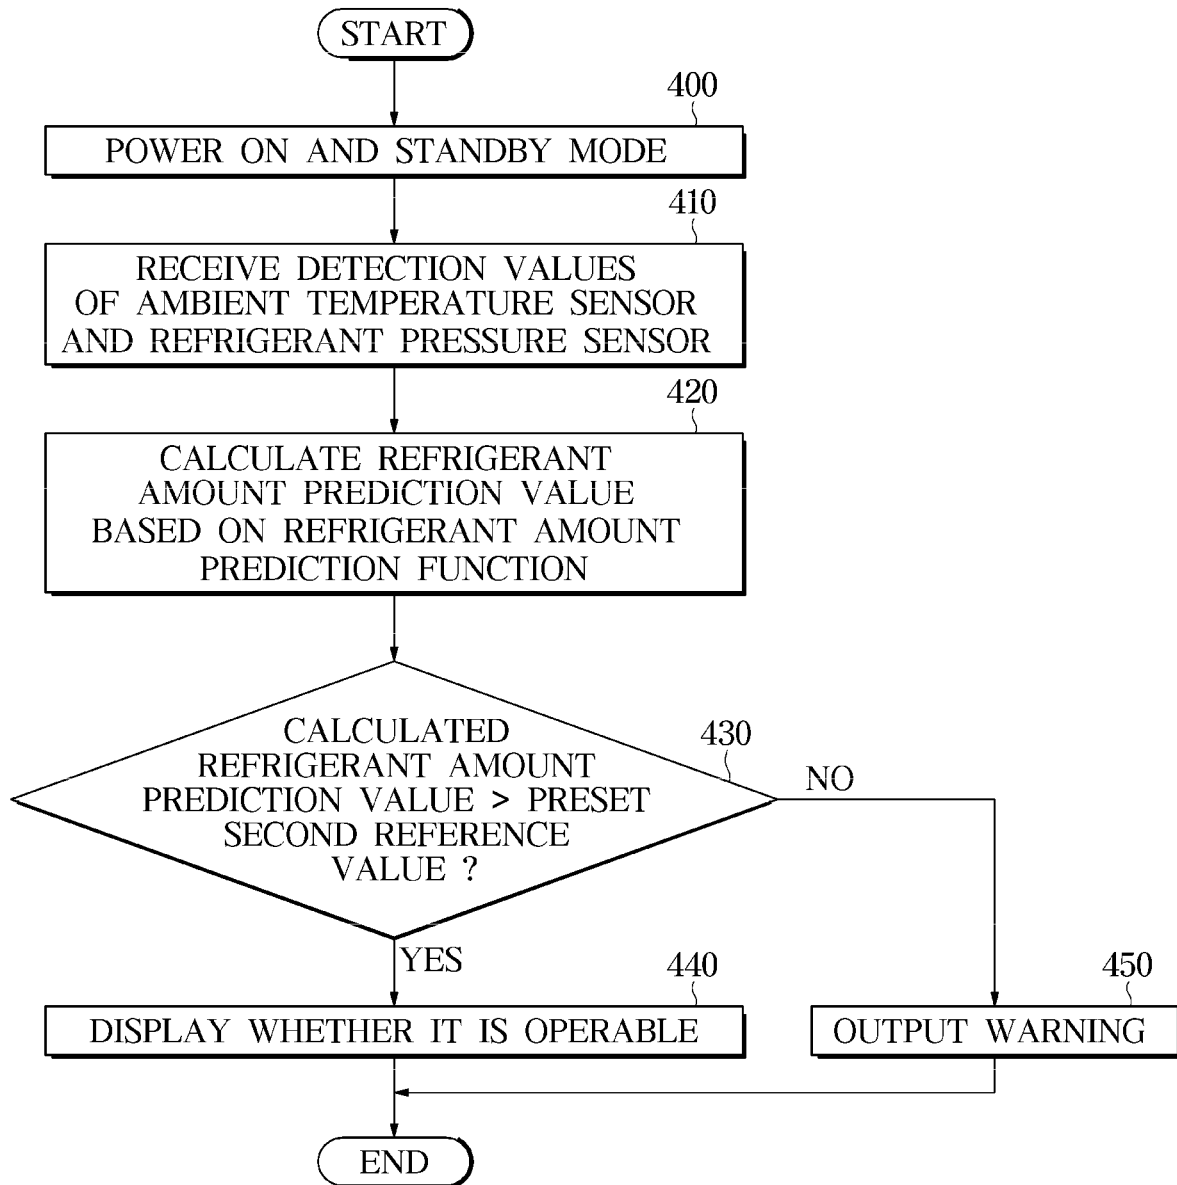 START
400
POWER ON AND STANDBY MODE
410
RECEIVE DETECTION VALUES
OF AMBIENT TEMPERATURE SENSOR
AND REFRIGERANT PRESSURE SENSOR
420
CALCULATE REFRIGERANT
AMOUNT PREDICTION VALUE
BASED ON REFRIGERANT AMOUNT
PREDICTION FUNCTION
430
CALCULATED
REFRIGERANT AMOUNT
PREDICTION VALUE > PRESET
SECOND REFERENCE
VALUE ?
NO
YES
440
DISPLAY WHETHER IT IS OPERABLE
450
OUTPUT WARNING
END